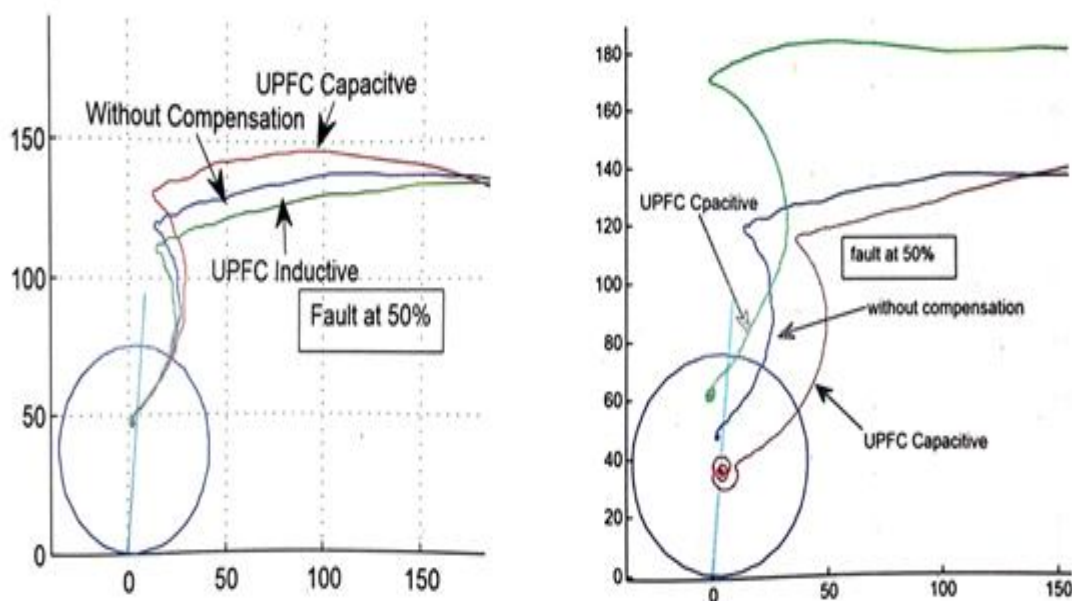 UPFC Capacitve
Without Compensation
UPFC Inductive
Fault at 50%
150
100
50
0
0
50
100
150
180
160
140
120
100
80
60
40
20
0
UPFC Cpacitive
fault at 50%
without compensation
UPFC Capacitive
0
50
100
150